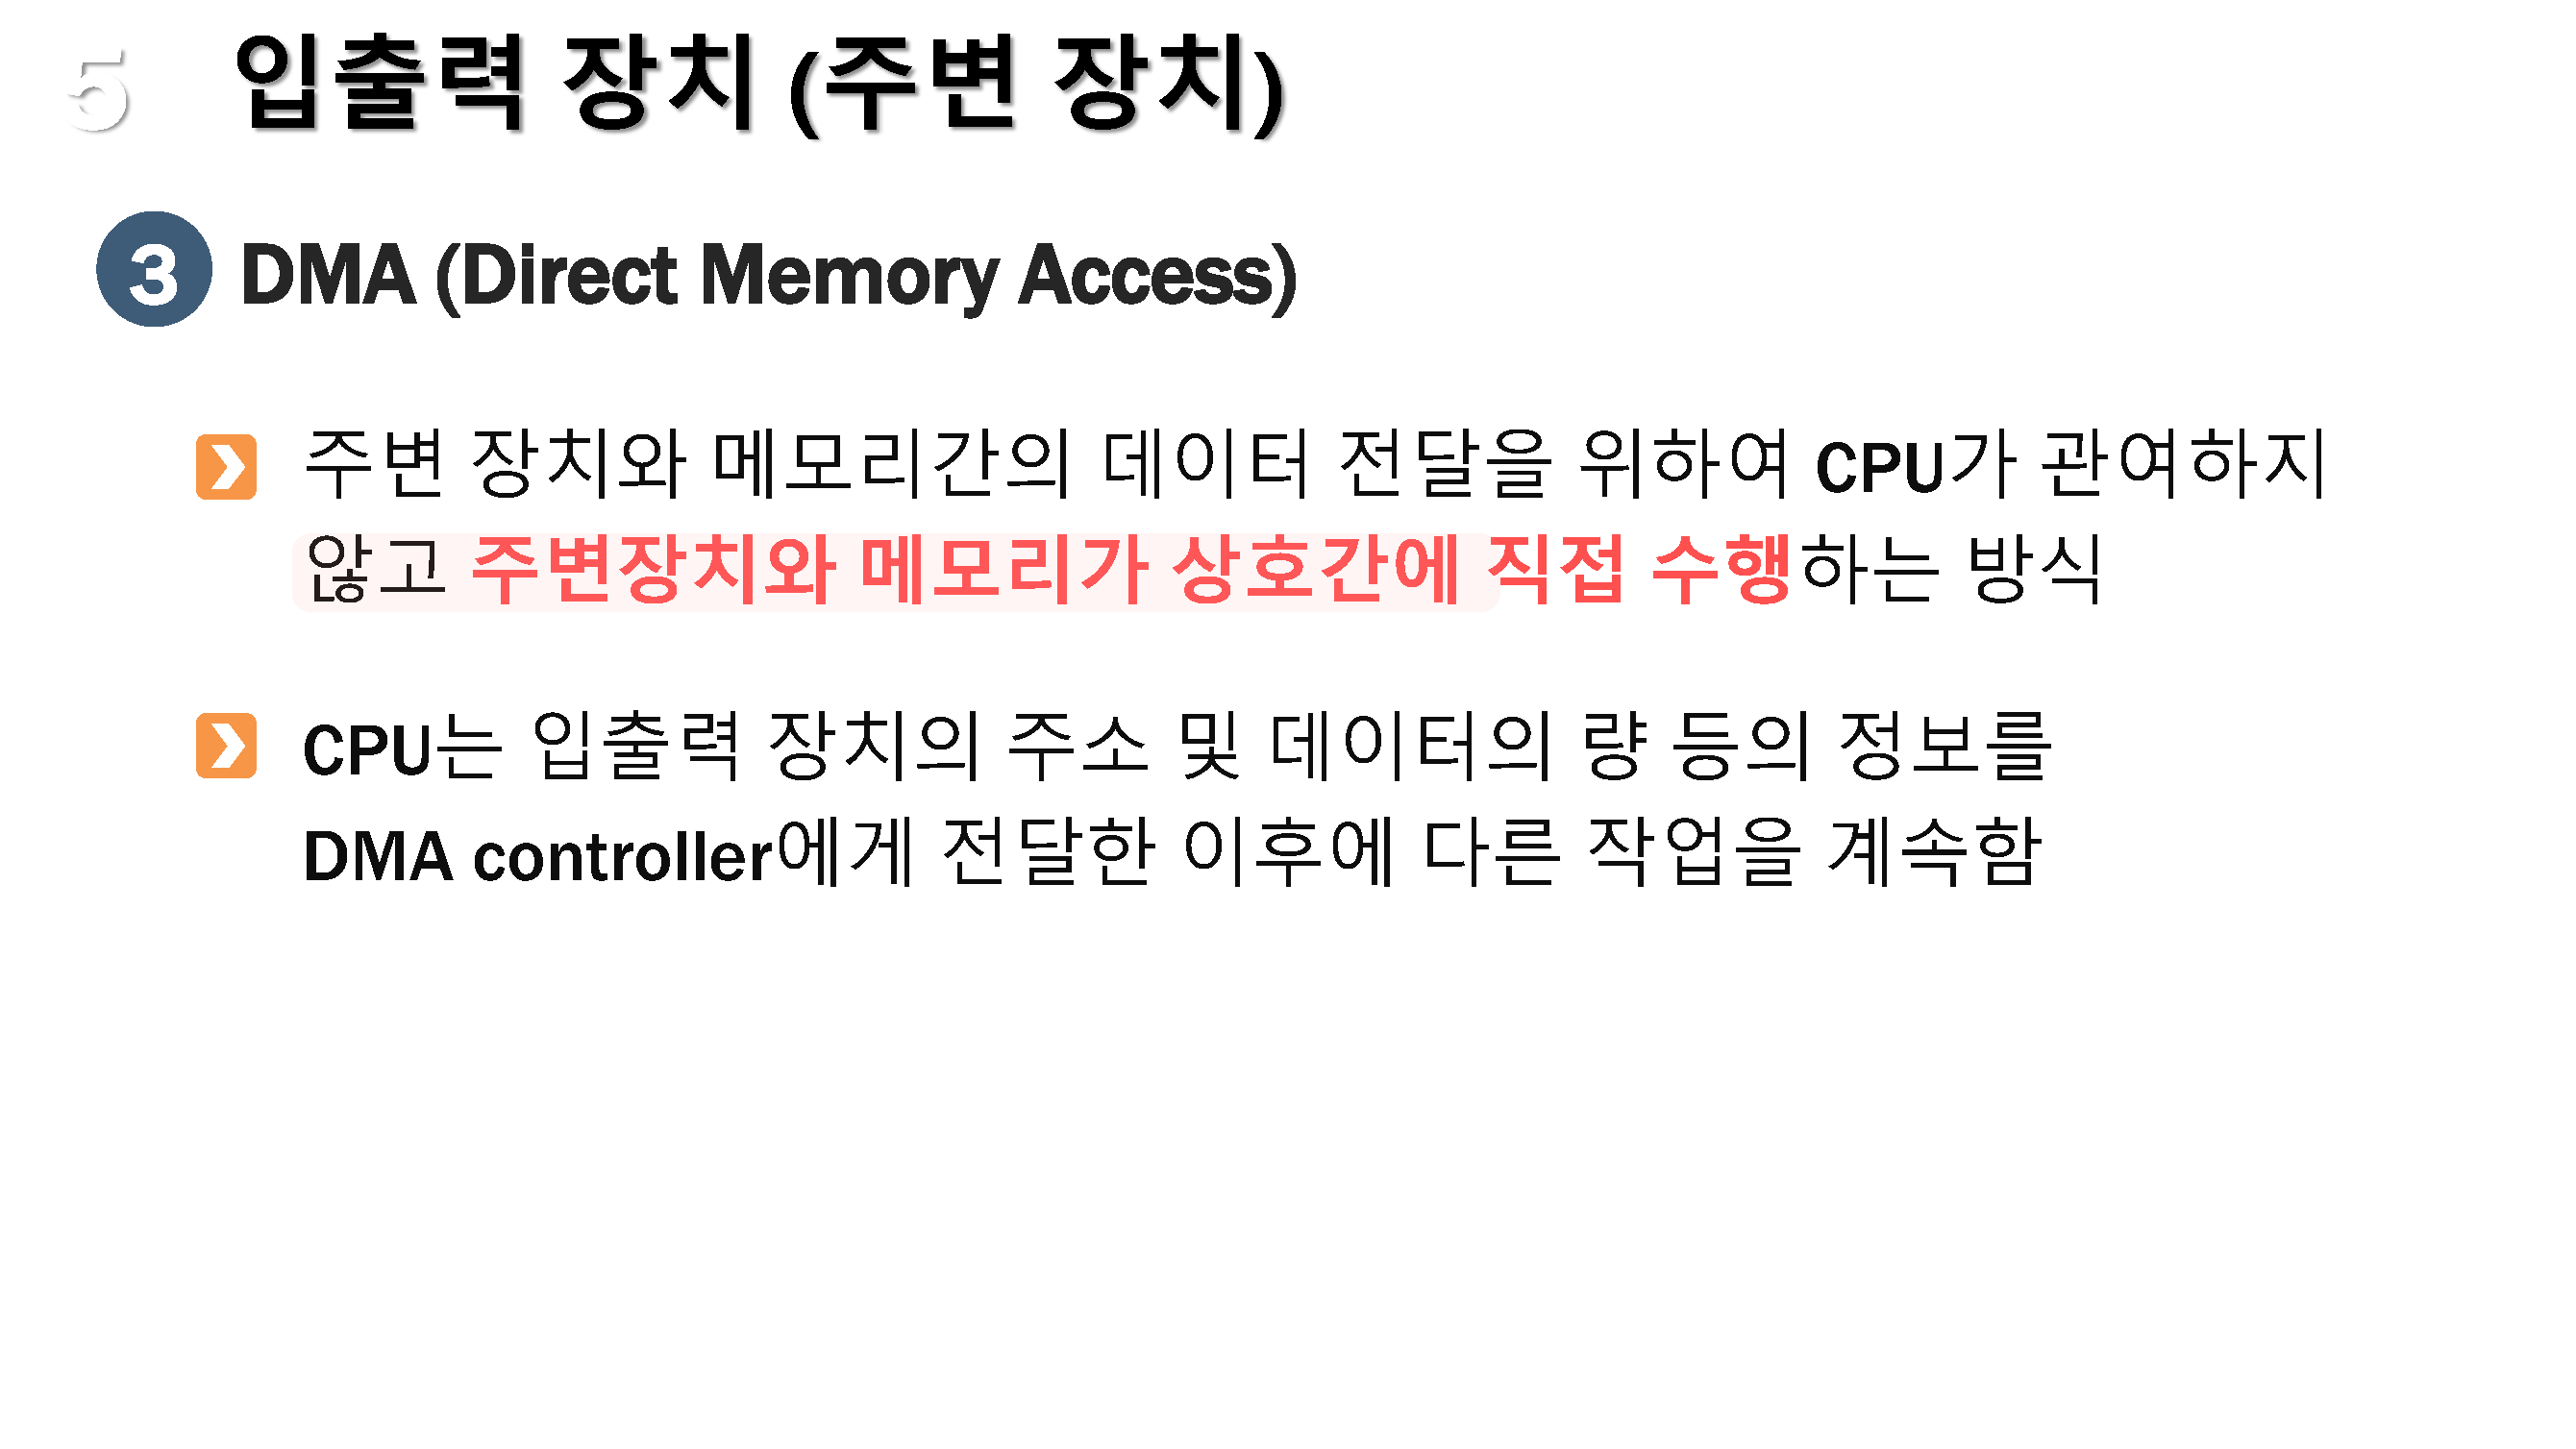 5 입출력 장치 (주변 장치)
3 DMA (Direct Memory Access)
주변 장치와 메모리간의 데이터 전달을 위하여 CPU가 관여하지
않고 주변장치와 메모리가 상호간에 직접 수행하는 방식
CPU는 입출력 장치의 주소 및 데이터의 량 등의 정보를
DMA controller에게 전달한 이후에 다른 작업을 계속함